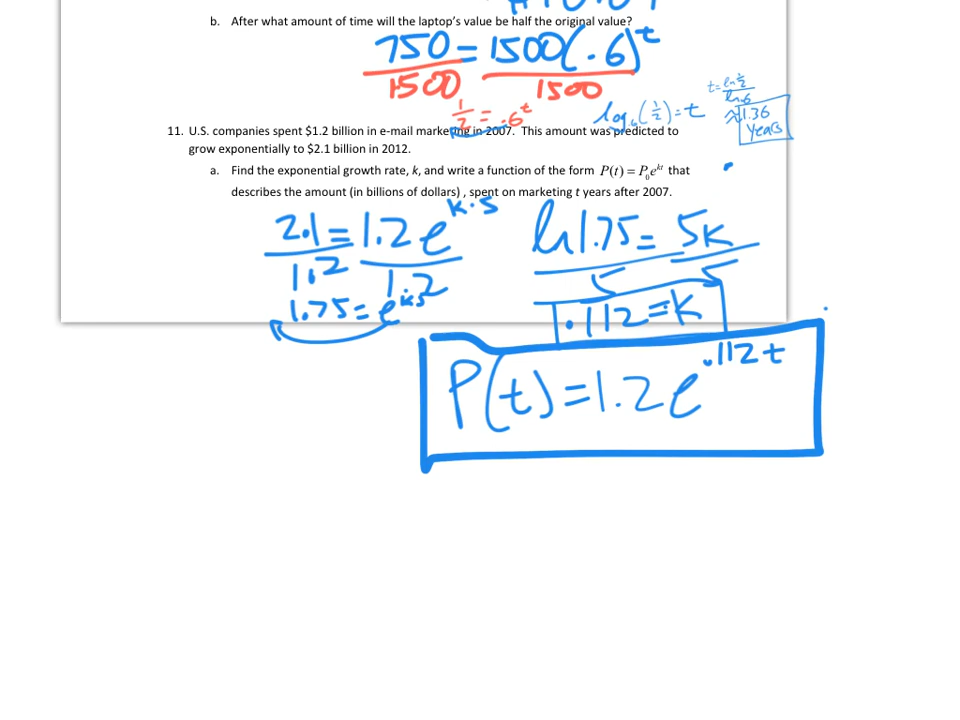 b. After what amount of time will the laptop's value be half the original value?
750 = 1500(.6)^t
1500 1500
1/2 = .6^t
log.6(1/2) = t
t = ln 1/2
ln .6
≈ 1.36
years
11. U.S. companies spent $1.2 billion in e-mail marketing in 2007. This amount was predicted to
grow exponentially to $2.1 billion in 2012.
a. Find the exponential growth rate, k, and write a function of the form P(t) = P₀e^kt that
describes the amount (in billions of dollars) , spent on marketing t years after 2007.
2.1 = 1.2e^k·5
1.2 1.2
1.75 = e^k5
ln 1.75 = 5k
5 5
.112 = k
P(t) = 1.2e^.112t